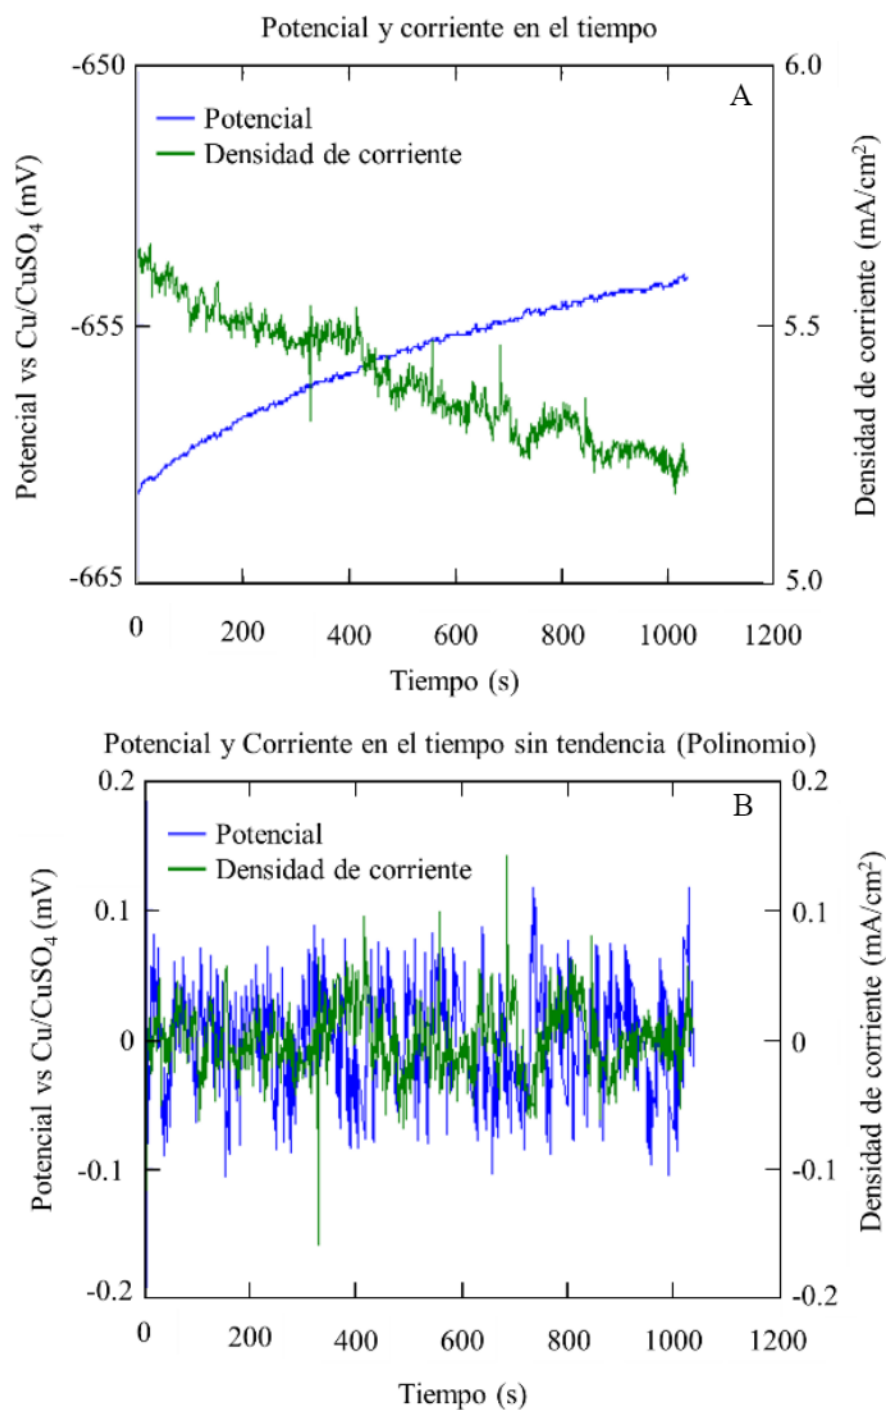 Potencial y corriente en el tiempo
A
Potencial
Densidad de corriente
-650
-655
-665
6.0
5.5
5.0
Potencial vs Cu/CuSO₄ (mV)
Densidad de corriente (mA/cm²)
0 200 400 600 800 1000 1200
Tiempo (s)
Potencial y Corriente en el tiempo sin tendencia (Polinomio)
B
Potencial
Densidad de corriente
0.2
0.1
0
-0.1
-0.2
0.2
0.1
0
-0.1
-0.2
Potencial vs Cu/CuSO₄ (mV)
Densidad de corriente (mA/cm²)
0 200 400 600 800 1000 1200
Tiempo (s)